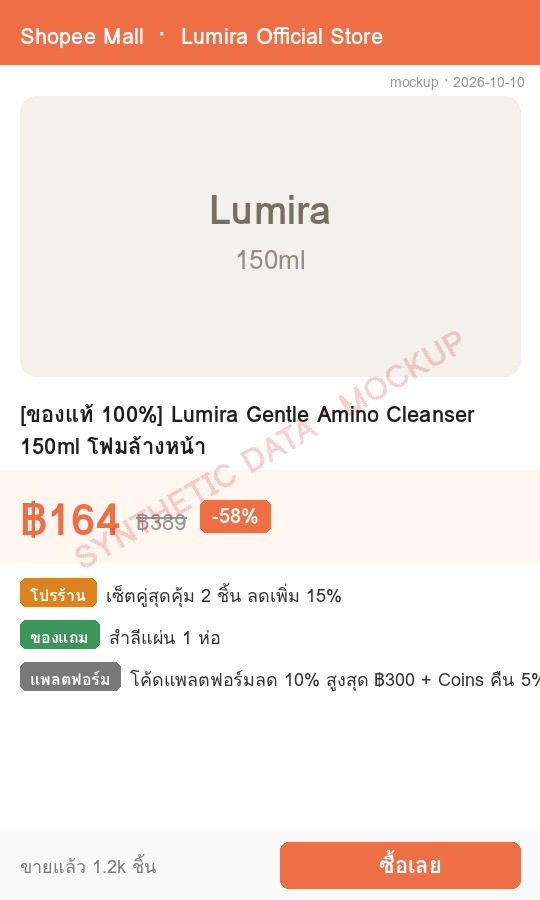 Shopee Mall · Lumira Official Store
mockup · 2026-10-10
Lumira
150ml
[ของแท้ 100%] Lumira Gentle Amino Cleanser
150ml โฟมล้างหน้า
฿164 ฿389 -58%
SYNTHETIC DATA · MOCKUP
โปรร้าน เซ็ตคู่สุดคุ้ม 2 ชิ้น ลดเพิ่ม 15%
ของแถม สำลีแผ่น 1 ห่อ
แพลตฟอร์ม โค้ดแพลตฟอร์มลด 10% สูงสุด ฿300 + Coins คืน 5%
ขายแล้ว 1.2k ชิ้น ซื้อเลย